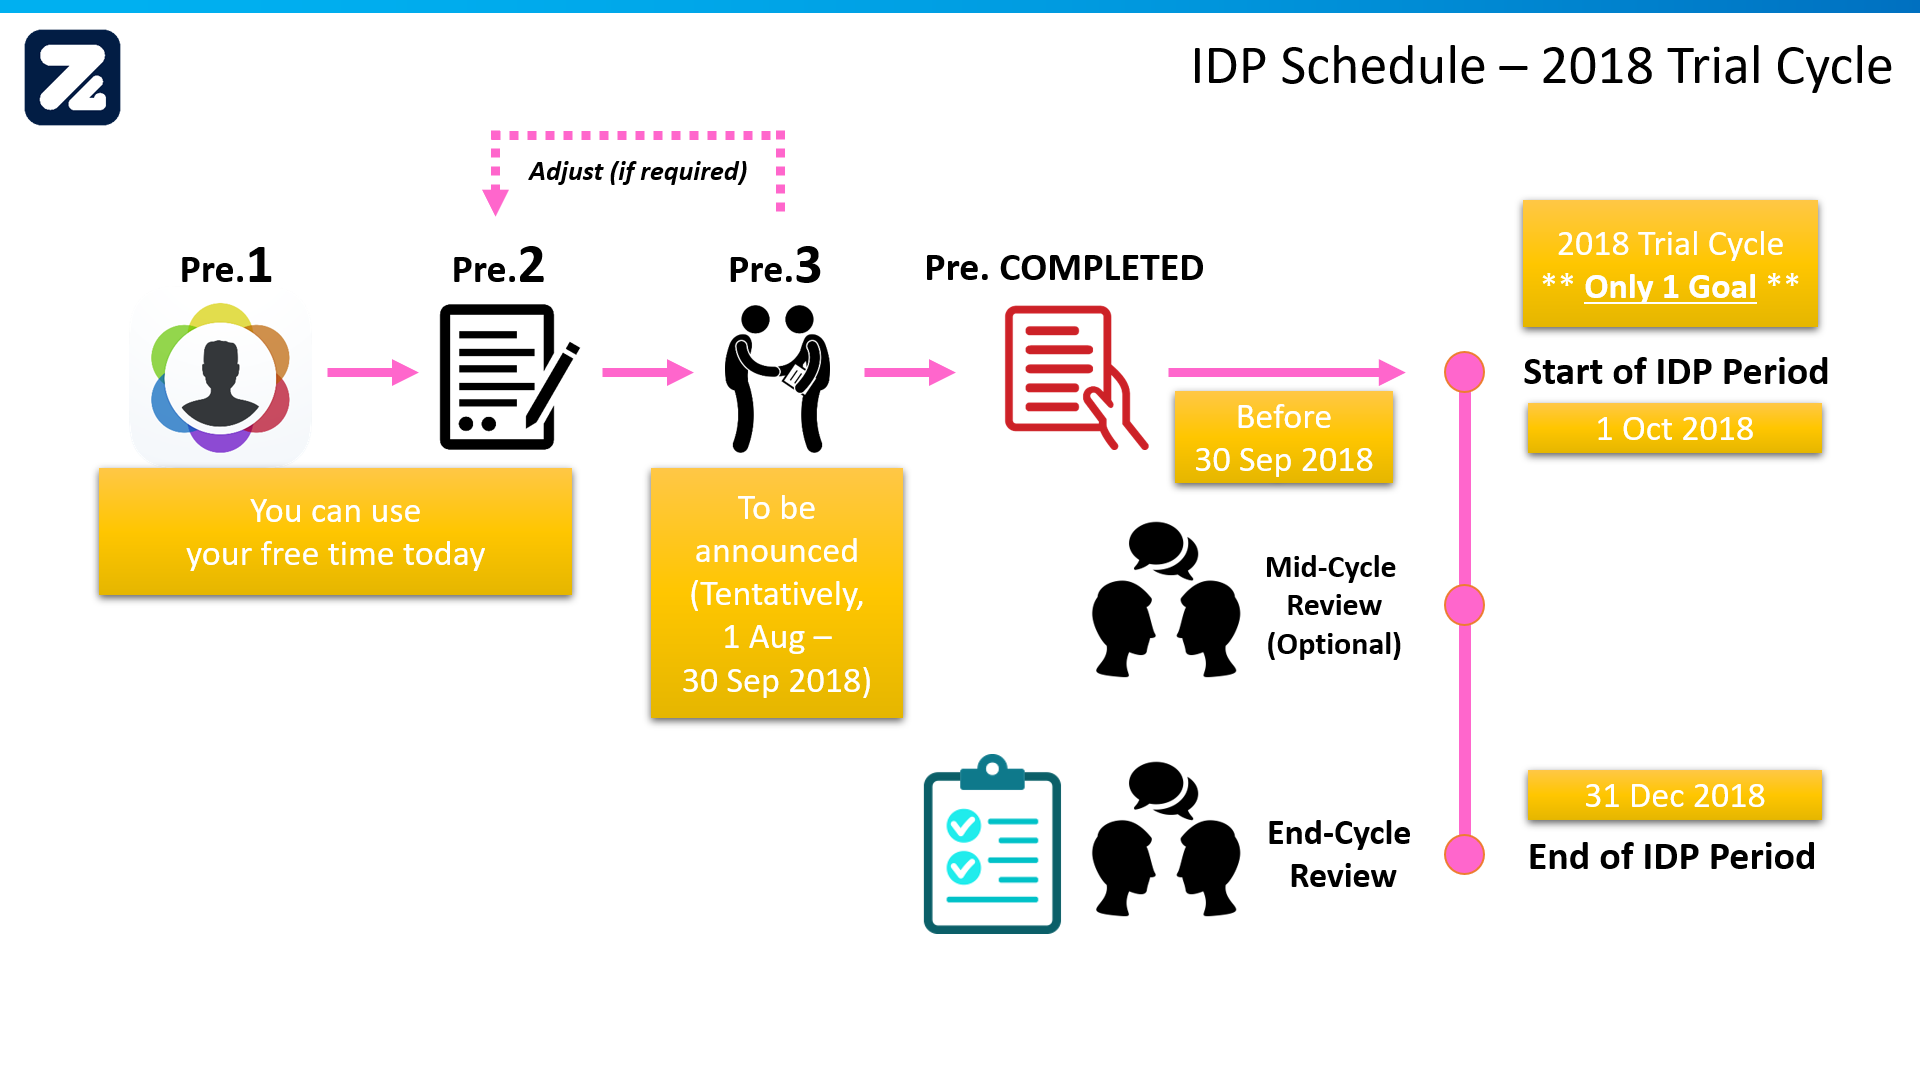 IDP Schedule – 2018 Trial Cycle
Adjust (if required)
Pre.1
Pre.2
Pre.3
Pre. COMPLETED
You can use
your free time today
To be
announced
(Tentatively,
1 Aug –
30 Sep 2018)
Before
30 Sep 2018
2018 Trial Cycle
** Only 1 Goal **
Start of IDP Period
1 Oct 2018
Mid-Cycle
Review
(Optional)
End-Cycle
Review
31 Dec 2018
End of IDP Period